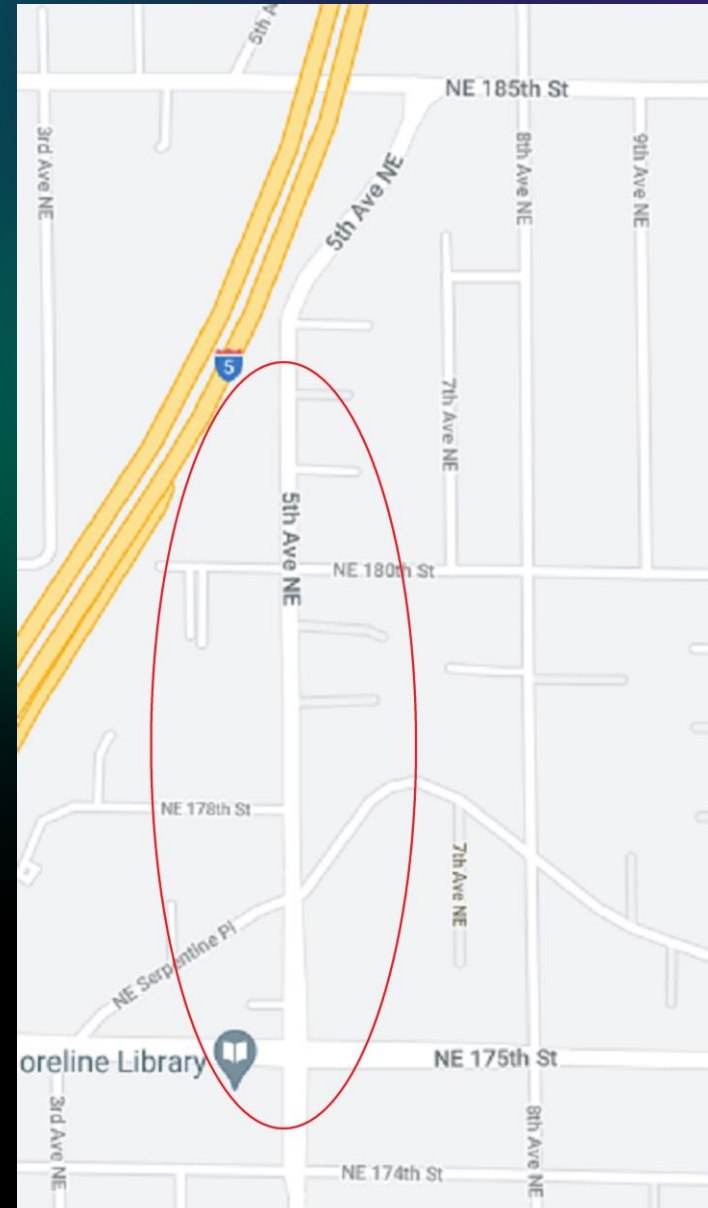 5th A
NE 185th St
3rd Ave NE
5th Ave NE
8th Ave NE
9th Ave NE
5
7th Ave NE
5th Ave NE
NE 180th St
NE 178th St
7th Ave NE
NE Serpentine Pl
oreline Library
NE 175th St
3rd Ave NE
8th Ave NE
NE 174th St